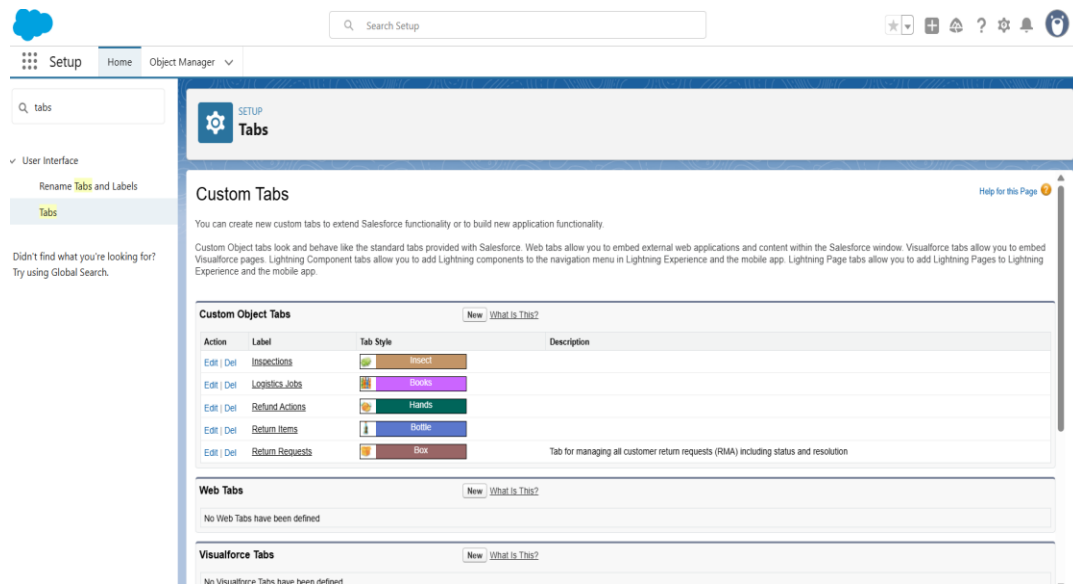 Search Setup
Setup
Home
Object Manager
tabs
User Interface
Rename Tabs and Labels
Tabs
Didn't find what you're looking for?
Try using Global Search.
SETUP
Tabs
Custom Tabs
Help for this Page
You can create new custom tabs to extend Salesforce functionality or to build new application functionality.
Custom Object tabs look and behave like the standard tabs provided with Salesforce. Web tabs allow you to embed external web applications and content within the Salesforce window. Visualforce tabs allow you to embed
Visualforce pages. Lightning Component tabs allow you to add Lightning components to the navigation menu in Lightning Experience and the mobile app. Lightning Page tabs allow you to add Lightning Pages to Lightning
Experience and the mobile app.
Custom Object Tabs New What Is This?
Action Label Tab Style Description
Edit | Del Inspections Insect
Edit | Del Logistics Jobs Books
Edit | Del Refund Actions Hands
Edit | Del Return Items Bottle
Edit | Del Return Requests Box Tab for managing all customer return requests (RMA) including status and resolution
Web Tabs New What Is This?
No Web Tabs have been defined
Visualforce Tabs New What Is This?
No Visualforce Tabs have been defined